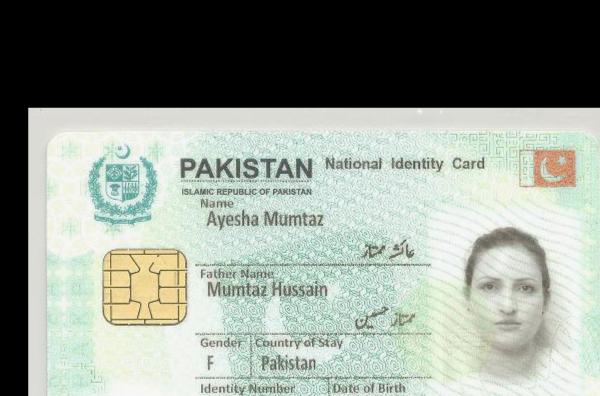 PAKISTAN National Identity Card
ISLAMIC REPUBLIC OF PAKISTAN
Name
Ayesha Mumtaz
عائشہ ممتاز
Father Name
Mumtaz Hussain
ممتاز حسین
Gender Country of Stay
F Pakistan
Identity Number Date of Birth